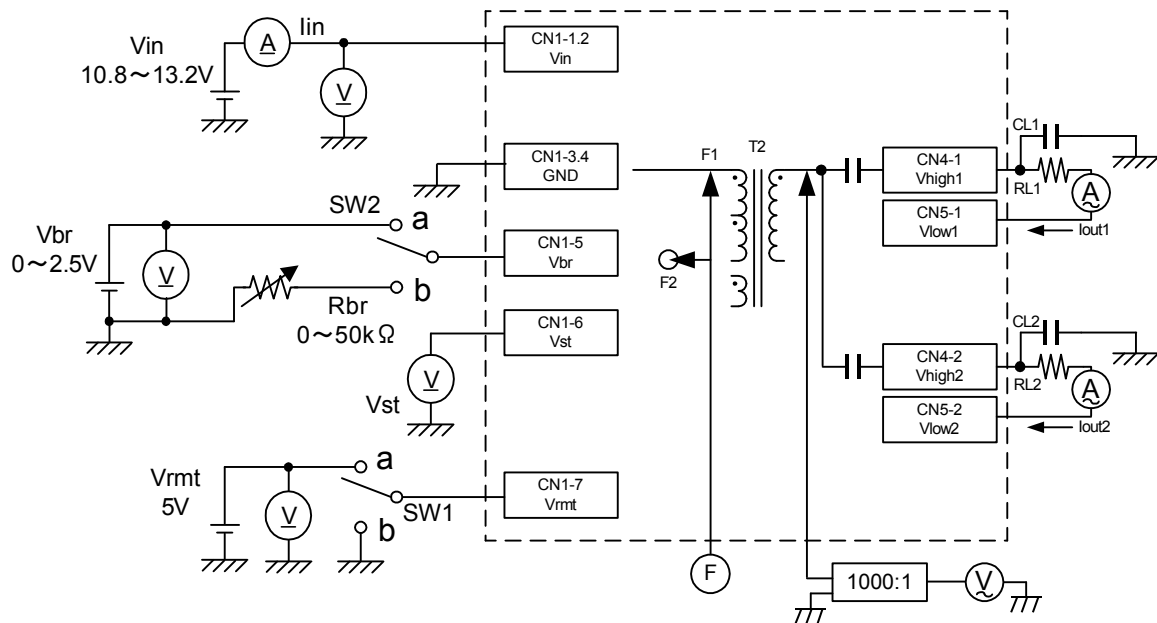 Vin
10.8～13.2V
A
Iin
V
CN1-1.2
Vin
CN1-3.4
GND
F1
T2
F2
SW2
a
b
Vbr
0～2.5V
V
Rbr
0～50kΩ
CN1-5
Vbr
CN1-6
Vst
V
Vst
Vrmt
5V
V
a
b
SW1
CN1-7
Vrmt
CL1
CN4-1
Vhigh1
RL1
A
CN5-1
Vlow1
Iout1
CL2
CN4-2
Vhigh2
RL2
A
CN5-2
Vlow2
Iout2
F
1000:1
V